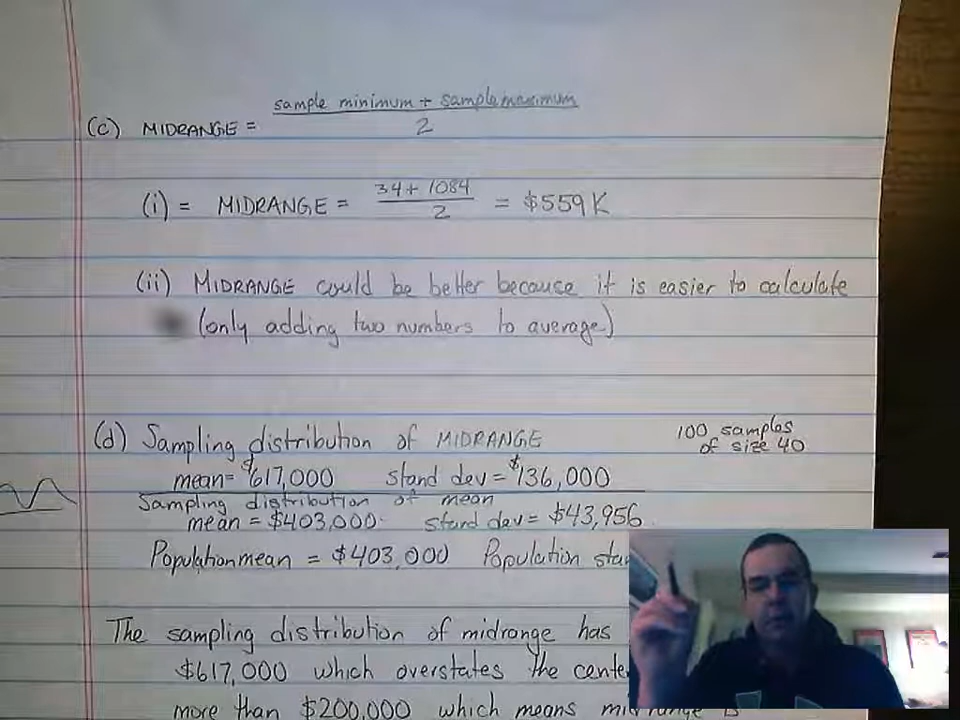 sample minimum + sample maximum
(c) MIDRANGE = 2
34 + 1084
(i) = MIDRANGE = = $559K
2
(ii) MIDRANGE could be better because it is easier to calculate
(only adding two numbers to average)
(d) Sampling distribution of MIDRANGE 100 samples
of size 40
mean = $617,000 stand dev = $136,000
Sampling distribution of mean
mean = $403,000 stand dev = $43,956
Population mean = $403,000 Population
The sampling distribution of midrange has
$617,000 which overstates the
more than $200,000 which means